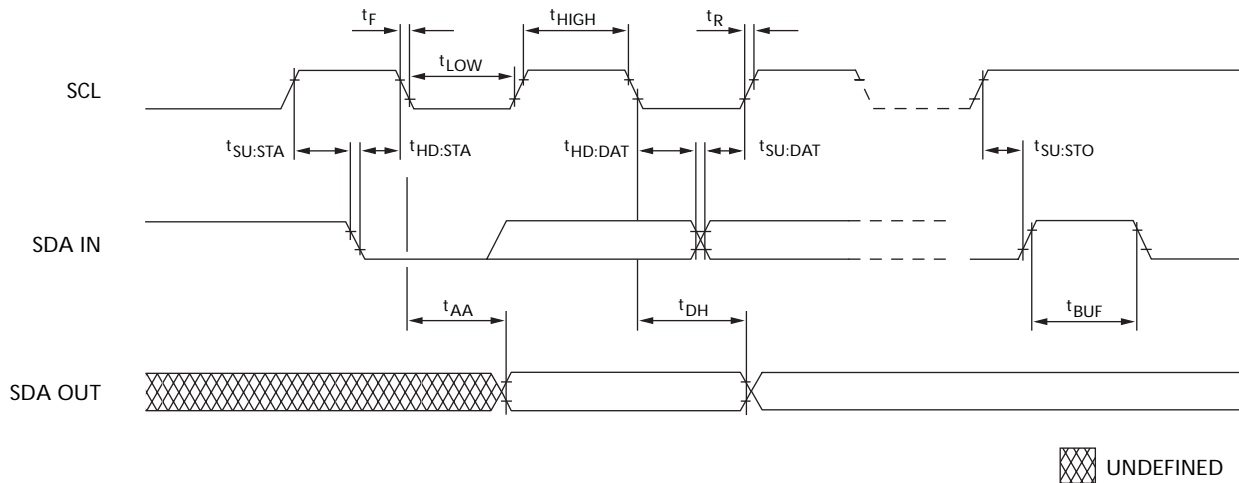 tF
tHIGH
tR
tLOW
SCL
tSU:STA
tHD:STA
tHD:DAT
tSU:DAT
tSU:STO
SDA IN
tAA
tDH
tBUF
SDA OUT
UNDEFINED